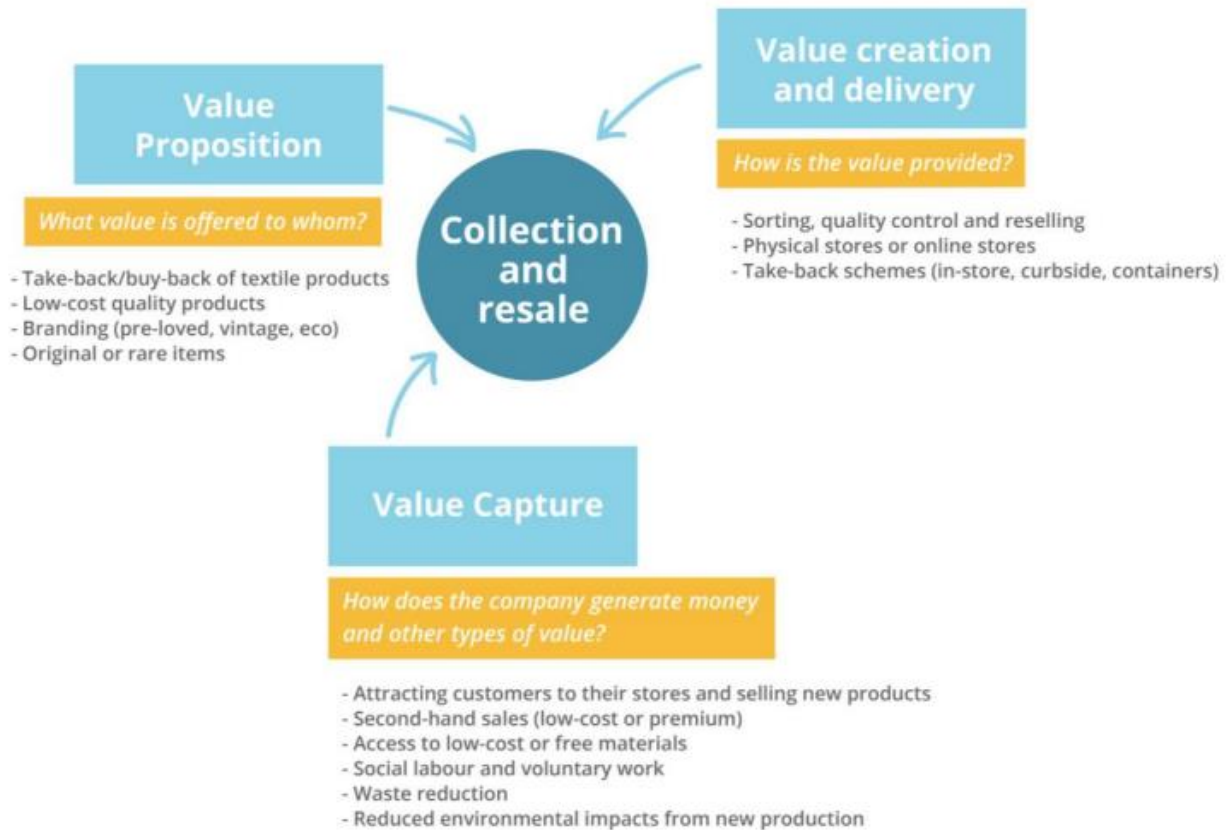 Value
Proposition
What value is offered to whom?
- Take-back/buy-back of textile products
- Low-cost quality products
- Branding (pre-loved, vintage, eco)
- Original or rare items
Collection
and
resale
Value creation
and delivery
How is the value provided?
- Sorting, quality control and reselling
- Physical stores or online stores
- Take-back schemes (in-store, curbside, containers)
Value Capture
How does the company generate money
and other types of value?
- Attracting customers to their stores and selling new products
- Second-hand sales (low-cost or premium)
- Access to low-cost or free materials
- Social labour and voluntary work
- Waste reduction
- Reduced environmental impacts from new production